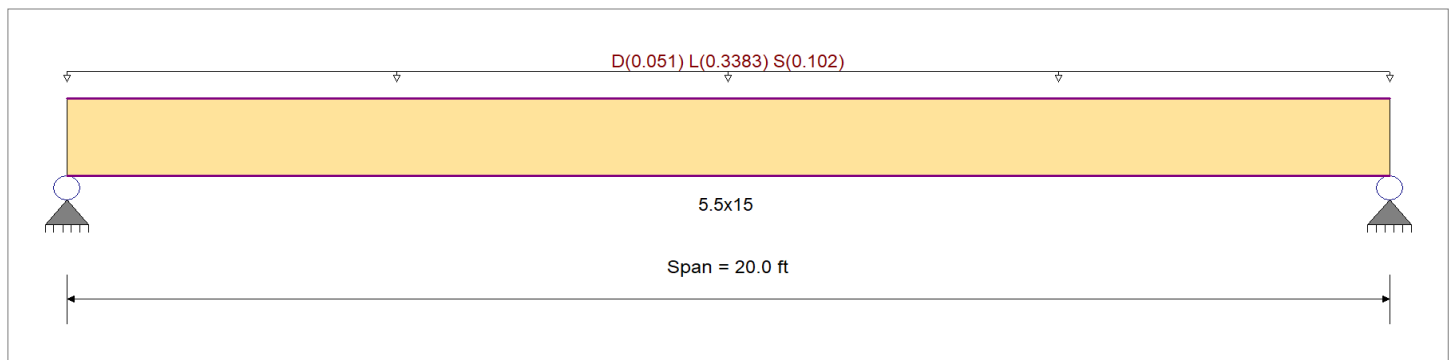 D(0.051) L(0.3383) S(0.102)
5.5x15
Span = 20.0 ft